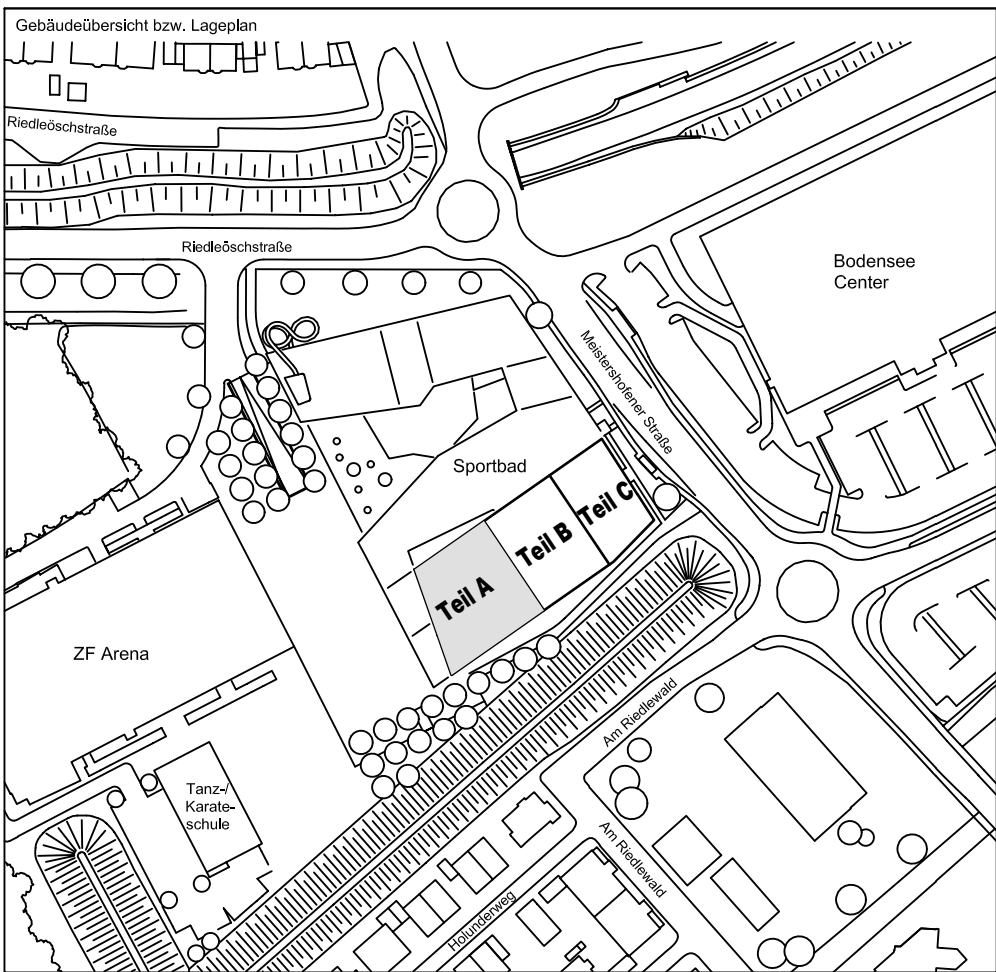 Gebäudeübersicht bzw. Lageplan
Riedleöschstraße
Riedleöschstraße
Bodensee
Center
Meistershofener Straße
Sportbad
Teil C
Teil B
Teil A
ZF Arena
Am Riedlewald
Tanz-/
Karate-
schule
Am Riedlewald
Holunderweg